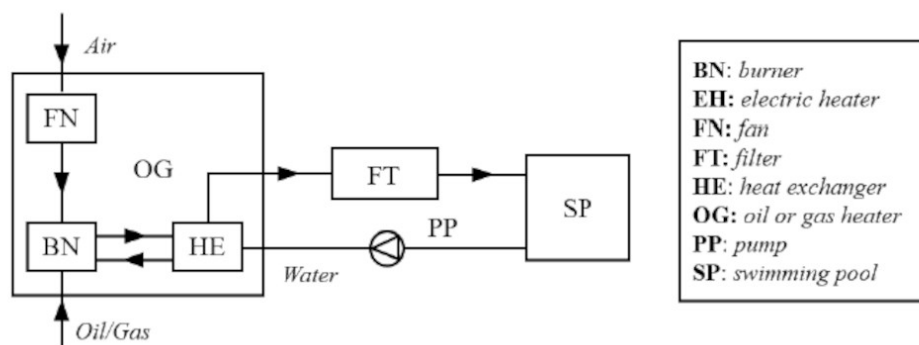 Air
FN
OG
FT
SP
BN
HE
PP
Water
Oil/Gas
BN: burner
EH: electric heater
FN: fan
FT: filter
HE: heat exchanger
OG: oil or gas heater
PP: pump
SP: swimming pool